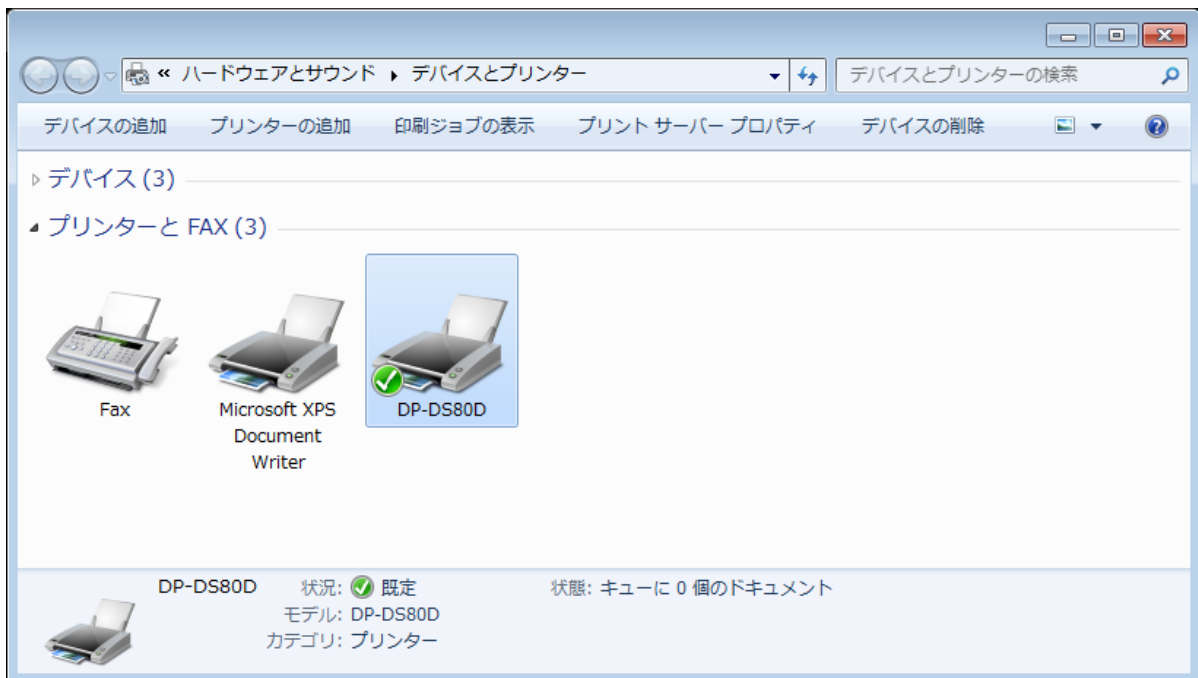 « ハードウェアとサウンド ▸ デバイスとプリンター デバイスとプリンターの検索
デバイスの追加 プリンターの追加 印刷ジョブの表示 プリント サーバー プロパティ デバイスの削除
デバイス (3)
プリンターと FAX (3)
Fax
Microsoft XPS
Document
Writer
DP-DS80D
DP-DS80D 状況: 既定 状態: キューに 0 個のドキュメント
モデル: DP-DS80D
カテゴリ: プリンター